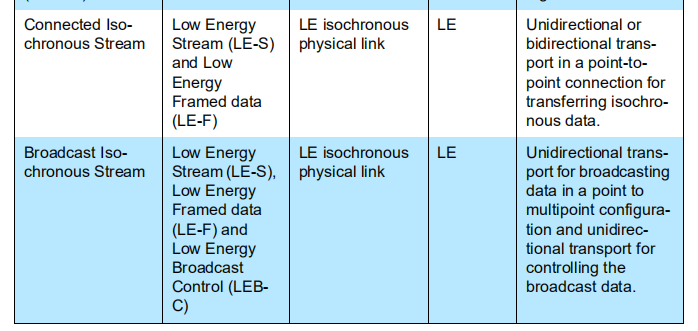 Connected Iso-
chronous Stream
Low Energy
Stream (LE-S)
and Low
Energy
Framed data
(LE-F)
LE isochronous
physical link
LE
Unidirectional or
bidirectional trans-
port in a point-to-
point connection for
transferring isochro-
nous data.
Broadcast Iso-
chronous Stream
Low Energy
Stream (LE-S),
Low Energy
Framed data
(LE-F) and
Low Energy
Broadcast
Control (LEB-
C)
LE isochronous
physical link
LE
Unidirectional trans-
port for broadcasting
data in a point to
multipoint configura-
tion and unidirec-
tional transport for
controlling the
broadcast data.